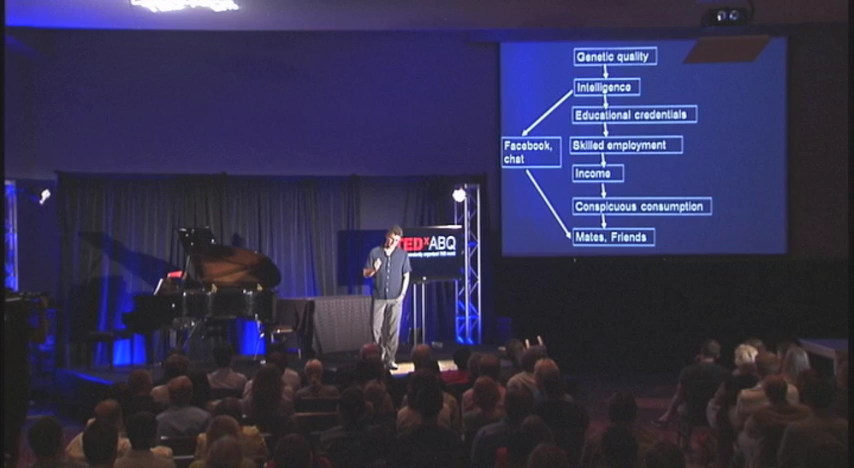 Genetic quality
Intelligence
Educational credentials
Facebook,
chat
Skilled employment
Income
Conspicuous consumption
Mates, Friends
TEDxABQ